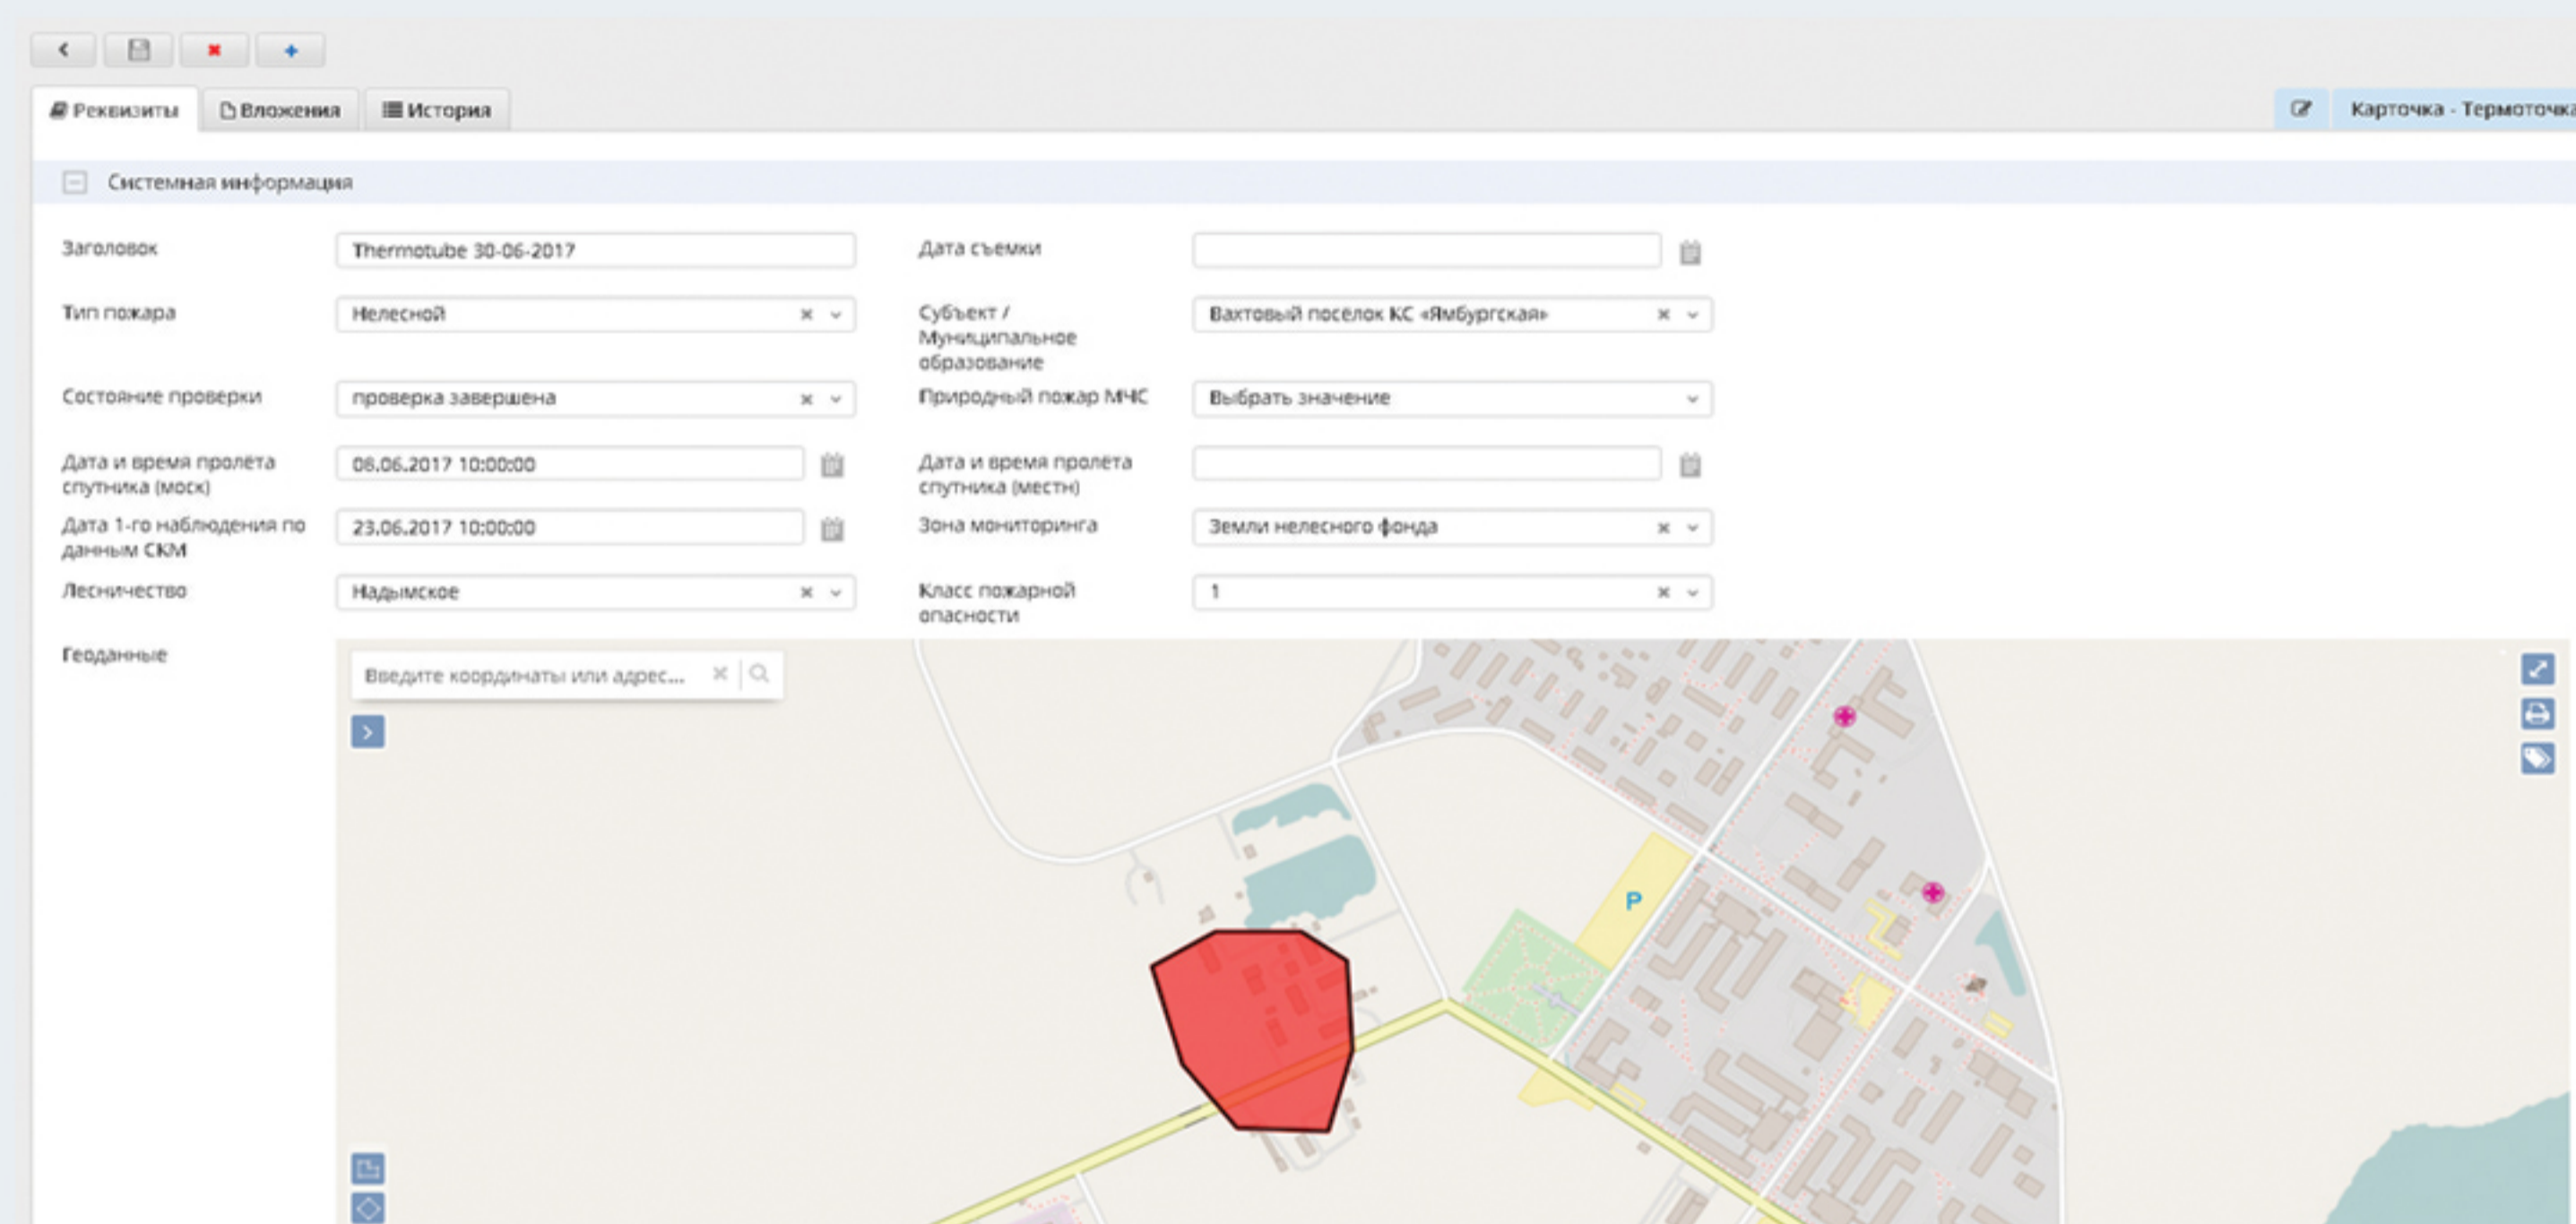 Реквизиты Вложения История Карточка - Термоточка
Системная информация
Заголовок Thermotube 30-06-2017 Дата съемки
Тип пожара Нелесной Субъект / Вахтовый поселок КС «Ямбургская»
Муниципальное
образование
Состояние проверки проверка завершена Природный пожар МЧС Выбрать значение
Дата и время пролёта 08.06.2017 10:00:00 Дата и время пролёта
спутника (моск) спутника (местн)
Дата 1-го наблюдения по 23.06.2017 10:00:00 Зона мониторинга Земли нелесного фонда
данным СКМ
Лесничество Надымское Класс пожарной 1
опасности
Геоданные Введите координаты или адрес...
P